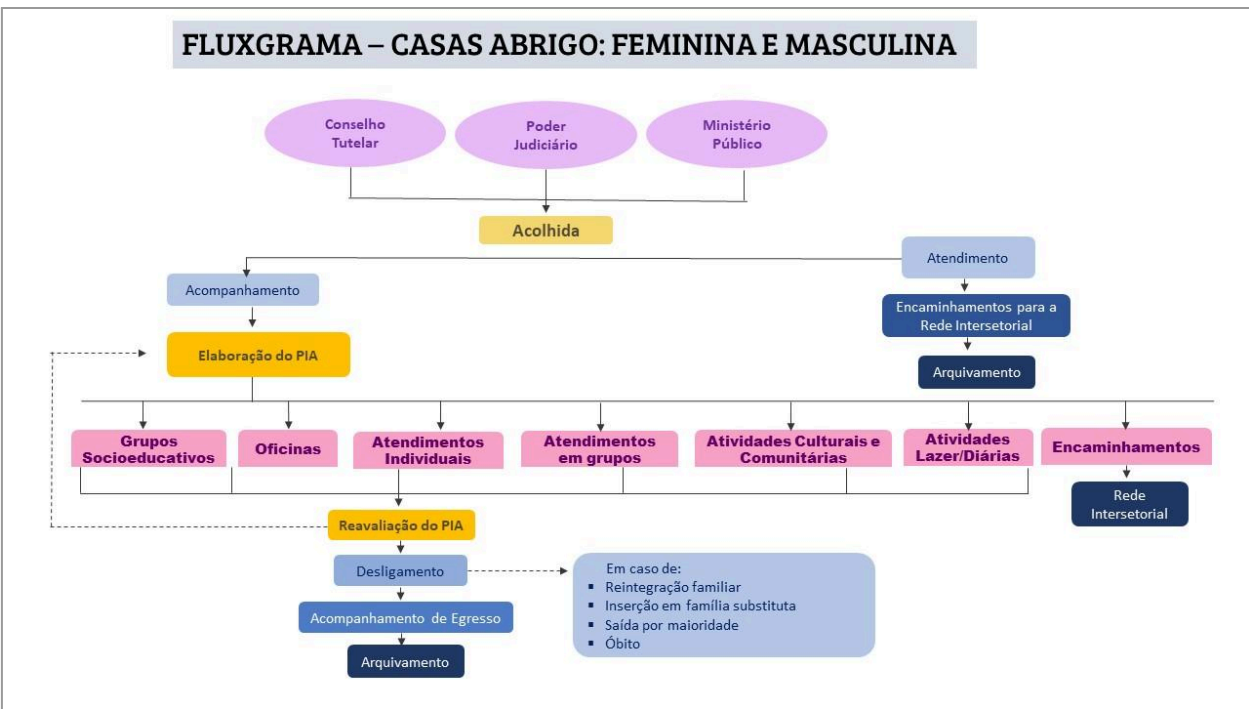 FLUXGRAMA – CASAS ABRIGO: FEMININA E MASCULINA
Conselho
Tutelar
Poder
Judiciário
Ministério
Público
Acolhida
Atendimento
Acompanhamento
Encaminhamentos para a
Rede Intersetorial
Elaboração do PIA
Arquivamento
Grupos
Socioeducativos
Oficinas
Atendimentos
Individuais
Atendimentos
em grupos
Atividades Culturais e
Comunitárias
Atividades
Lazer/Diárias
Encaminhamentos
Rede
Intersetorial
Reavaliação do PIA
Desligamento
Em caso de:
▪ Reintegração familiar
▪ Inserção em família substituta
▪ Saída por maioridade
▪ Óbito
Acompanhamento de Egresso
Arquivamento